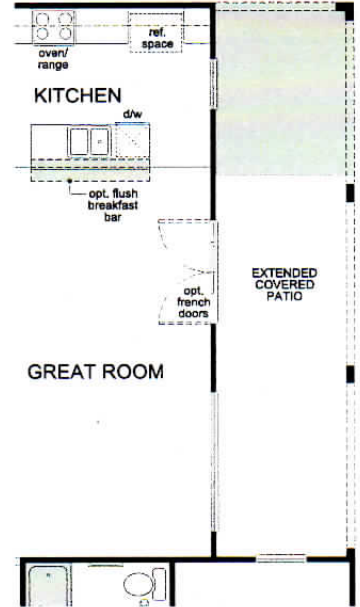 oven/
range
ref.
space
KITCHEN
d/w
opt. flush
breakfast
bar
opt.
french
doors
EXTENDED
COVERED
PATIO
GREAT ROOM